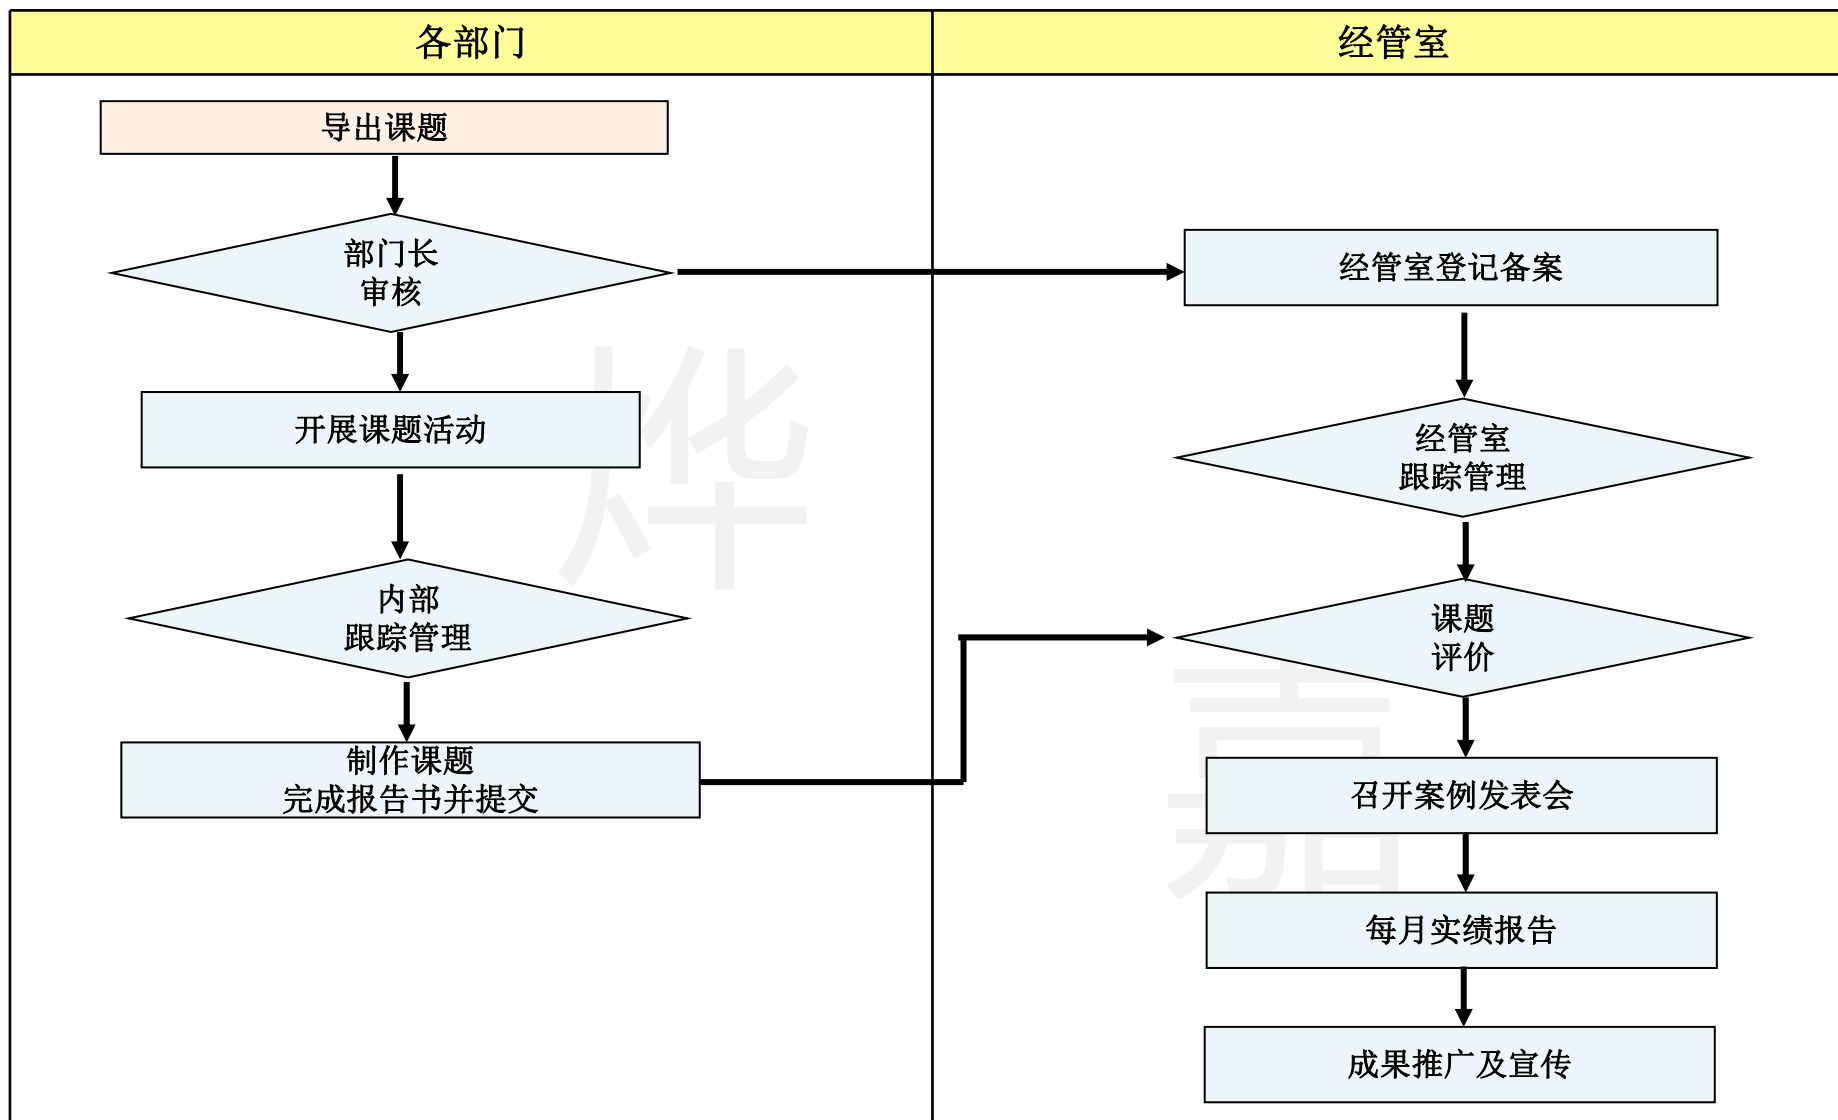 各部门
经管室
导出课题
部门长
审核
经管室登记备案
开展课题活动
经管室
跟踪管理
内部
跟踪管理
课题
评价
制作课题
完成报告书并提交
召开案例发表会
每月实绩报告
成果推广及宣传
烨
嘉